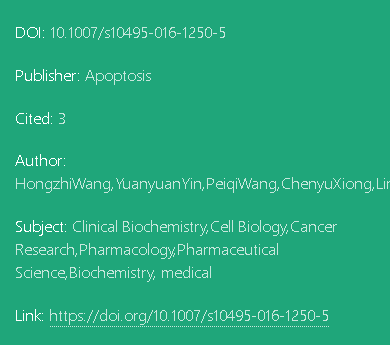 DOI: 10.1007/s10495-016-1250-5
Publisher: Apoptosis
Cited: 3
Author:
HongzhiWang,YuanyuanYin,PeiqiWang,ChenyuXiong,Lin
Subject: Clinical Biochemistry,Cell Biology,Cancer
Research,Pharmacology,Pharmaceutical
Science,Biochemistry, medical
Link: https://doi.org/10.1007/s10495-016-1250-5